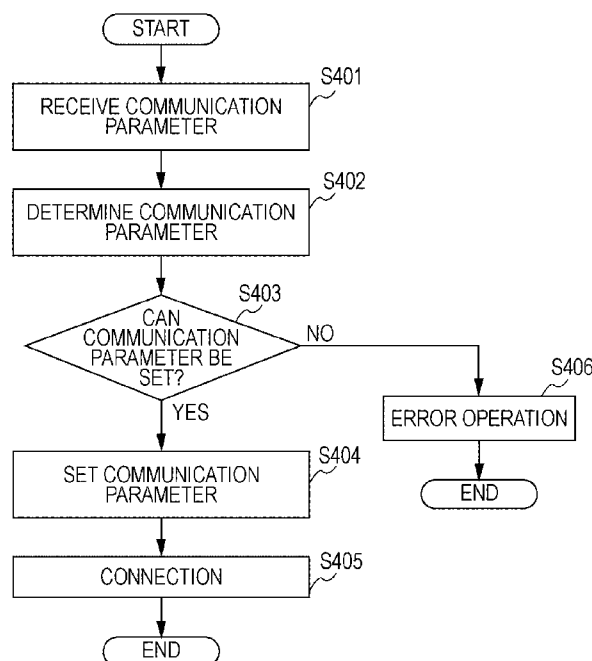 START
S401
RECEIVE COMMUNICATION
PARAMETER
S402
DETERMINE COMMUNICATION
PARAMETER
S403
CAN
COMMUNICATION
PARAMETER BE
SET?
NO
YES
S406
ERROR OPERATION
END
S404
SET COMMUNICATION
PARAMETER
S405
CONNECTION
END